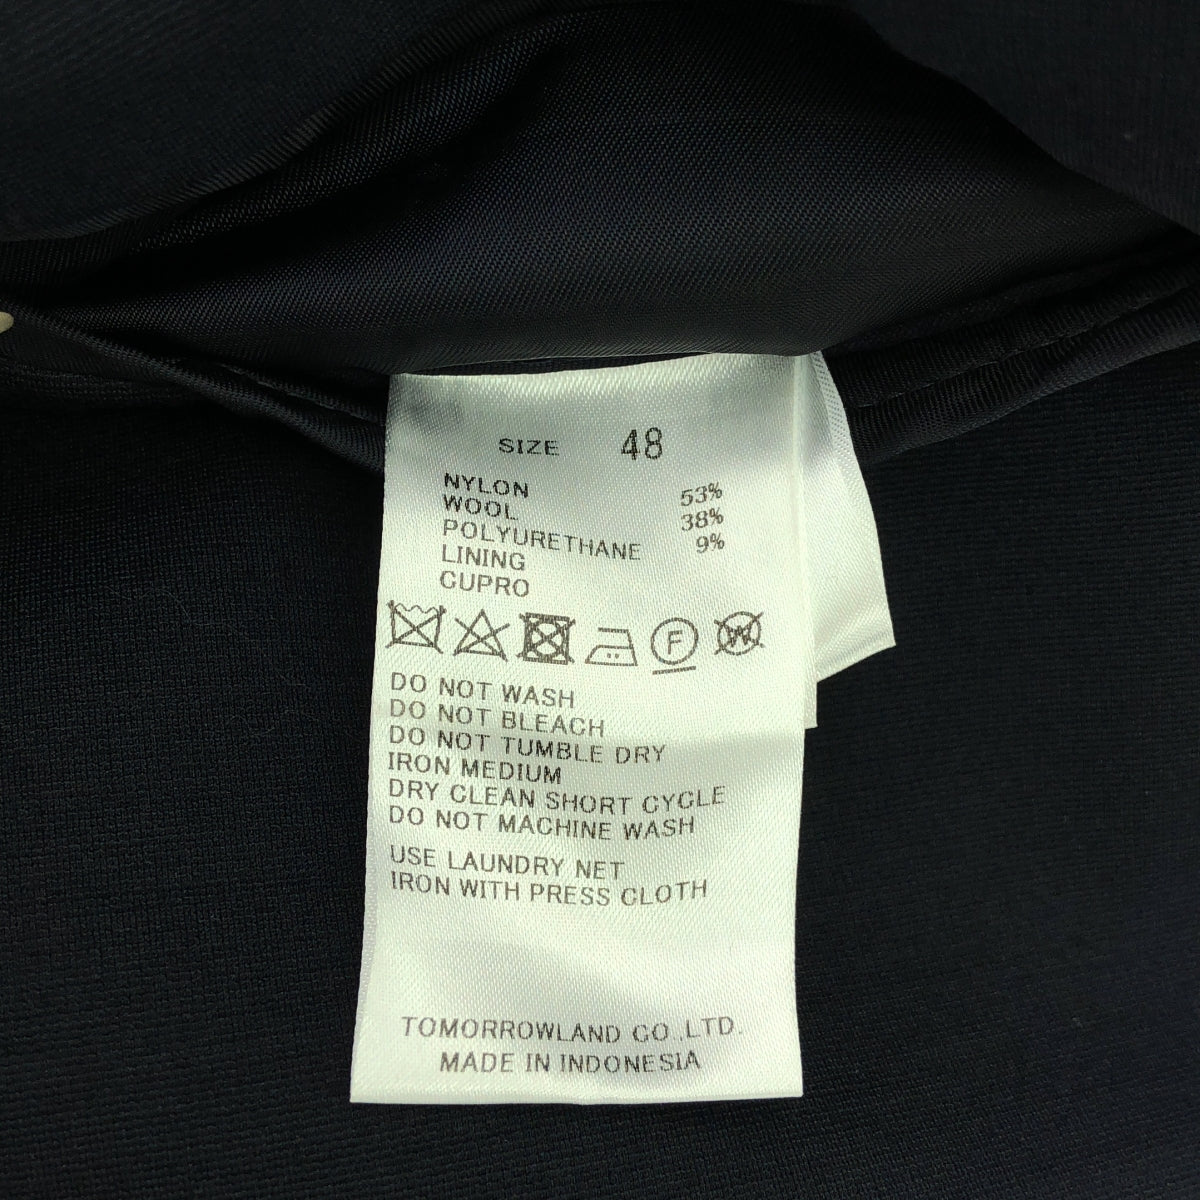 SIZE 48
NYLON 53%
WOOL 38%
POLYURETHANE 9%
LINING
CUPRO
F W
DO NOT WASH
DO NOT BLEACH
DO NOT TUMBLE DRY
IRON MEDIUM
DRY CLEAN SHORT CYCLE
DO NOT MACHINE WASH
USE LAUNDRY NET
IRON WITH PRESS CLOTH
TOMORROWLAND CO.,LTD.
MADE IN INDONESIA